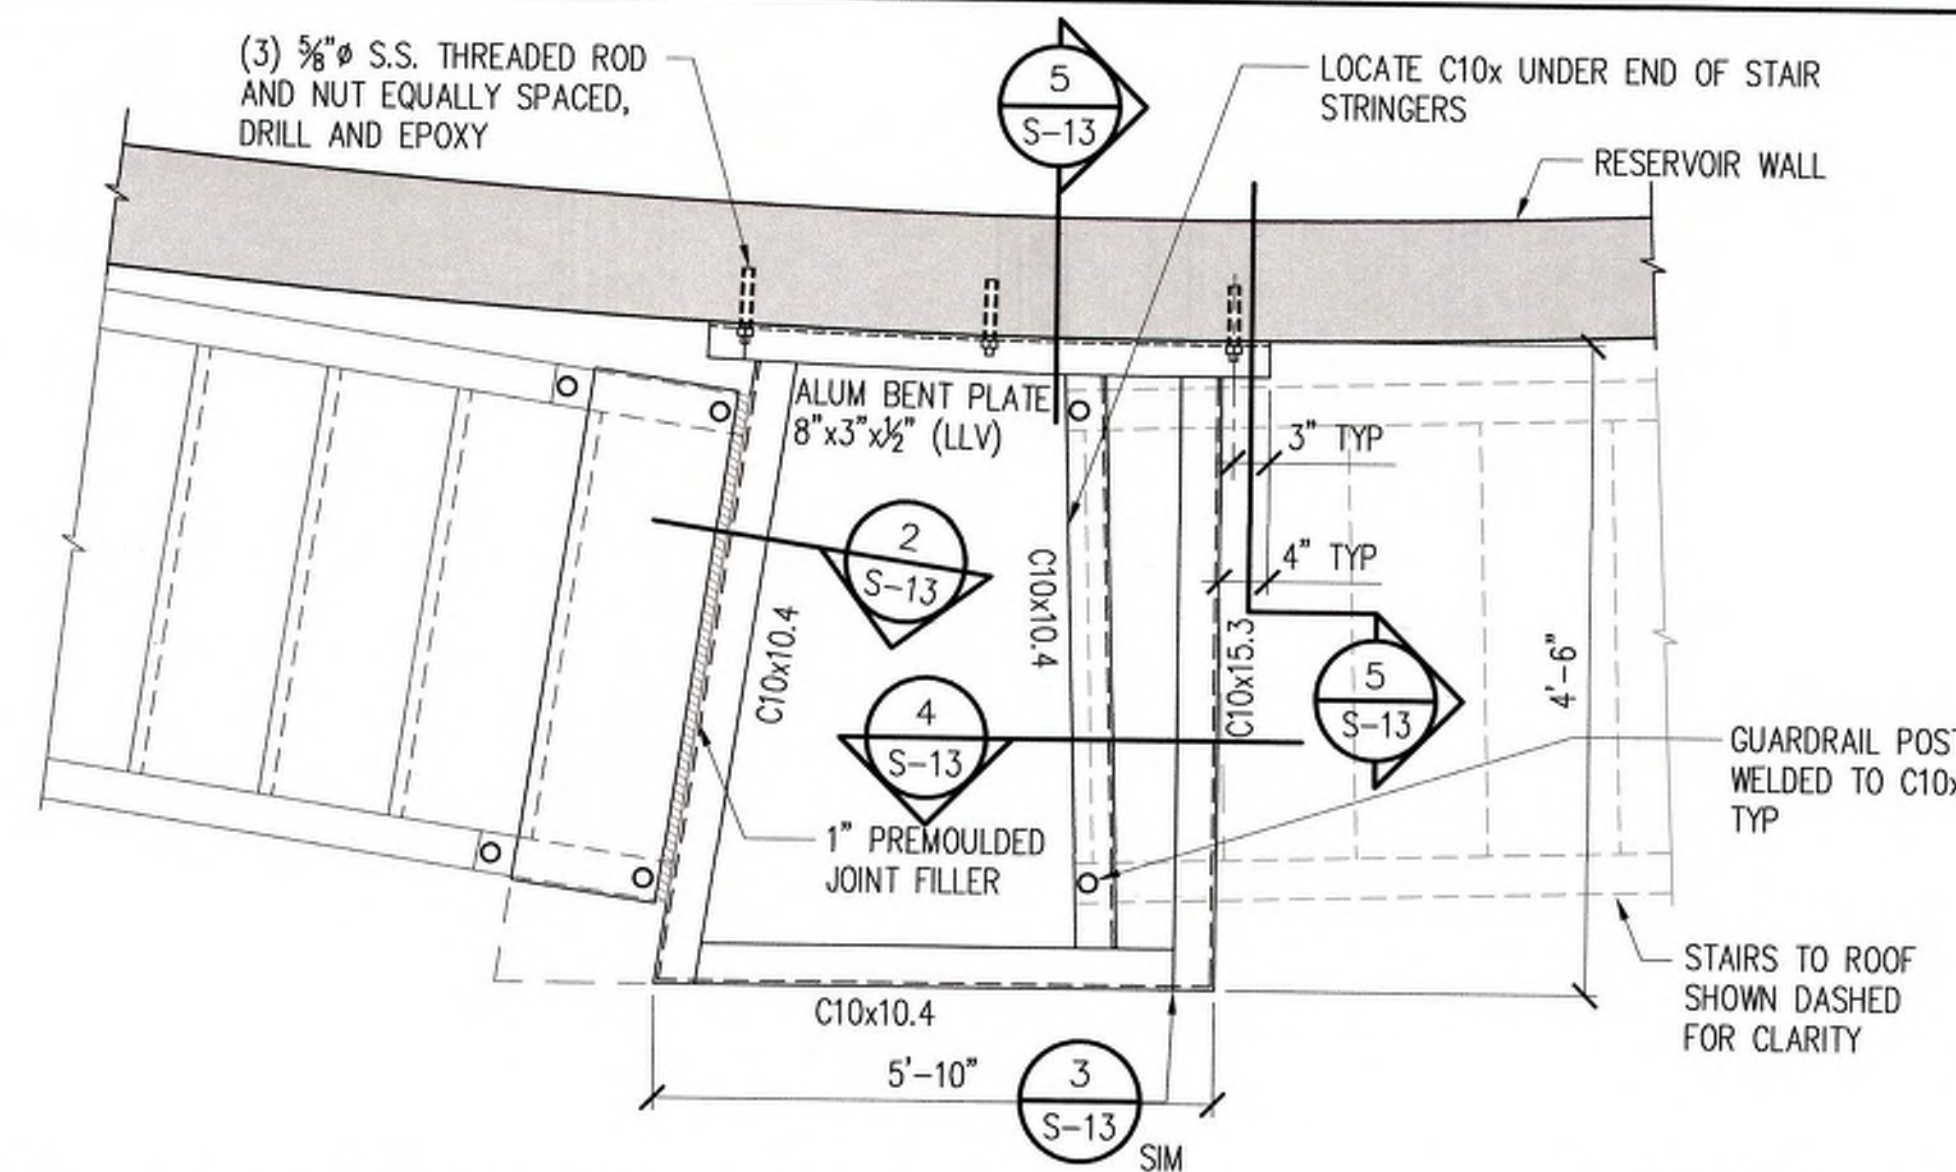 (3) ⅝"ø S.S. THREADED ROD
AND NUT EQUALLY SPACED,
DRILL AND EPOXY
5
S-13
LOCATE C10x UNDER END OF STAIR
STRINGERS
RESERVOIR WALL
ALUM BENT PLATE
8"x3"x½" (LLV)
3" TYP
4" TYP
2
S-13
C10x10.4
C10x10.4
C10x15.3
4
S-13
5
S-13
4'-6"
GUARDRAIL POST
WELDED TO C10x
TYP
1" PREMOULDED
JOINT FILLER
STAIRS TO ROOF
SHOWN DASHED
FOR CLARITY
C10x10.4
5'-10"
3
S-13
SIM